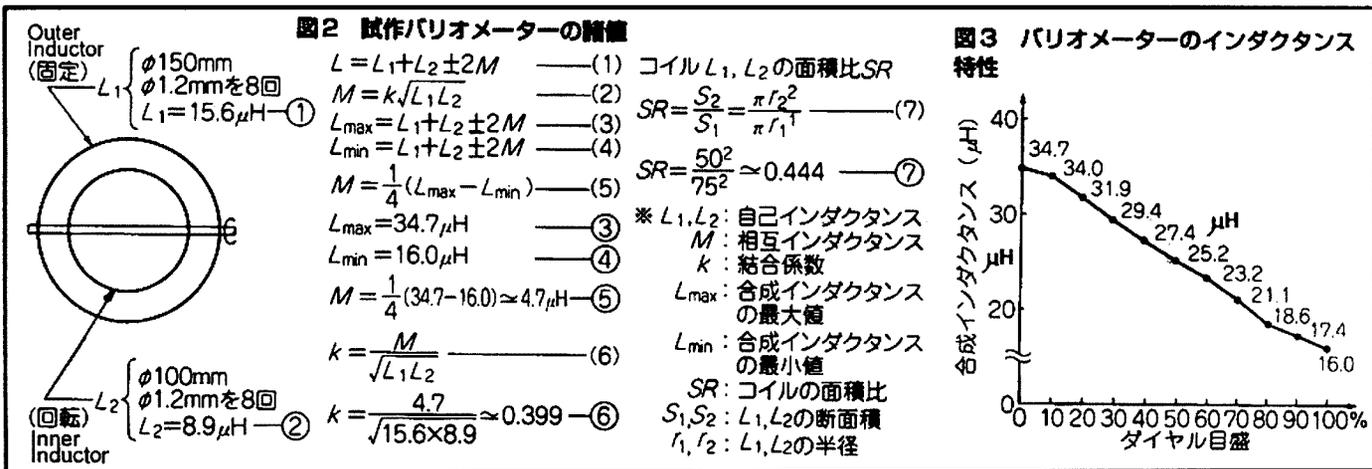 図2 試作バリオメーターの諸値
Outer
Inductor
(固定)
L₁
φ150mm
φ1.2mmを8回
L₁=15.6μH―①
L₂
φ100mm
φ1.2mmを8回
L₂=8.9μH―②
(回転)
Inner
Inductor
L=L₁+L₂±2M ―(1)
M=k√L₁L₂ ―(2)
Lmax=L₁+L₂±2M ―(3)
Lmin=L₁+L₂±2M ―(4)
M=1/4(Lmax−Lmin)―(5)
Lmax=34.7μH ③
Lmin=16.0μH ④
M=1/4(34.7−16.0)≃4.7μH―⑤
k=M/√L₁L₂ ―(6)
k=4.7/√15.6×8.9≃0.399―⑥
コイルL₁,L₂の面積比SR
SR=S₂/S₁=πr₂²/πr₁¹ ―(7)
SR=50²/75²≃0.444 ―⑦
※L₁,L₂:自己インダクタンス
M:相互インダクタンス
k:結合係数
Lmax:合成インダクタンス
の最大値
Lmin:合成インダクタンス
の最小値
SR:コイルの面積比
S₁,S₂:L₁,L₂の断面積
r₁,r₂:L₁,L₂の半径
図3 バリオメーターのインダクタンス
特性
合成インダクタンス(μH)
40
30
20
0
34.7
34.0
31.9
29.4
27.4
μH
25.2
23.2
21.1
18.6
17.4
16.0
μH
0 10 20 30 40 50 60 70 80 90 100%
ダイヤル目盛